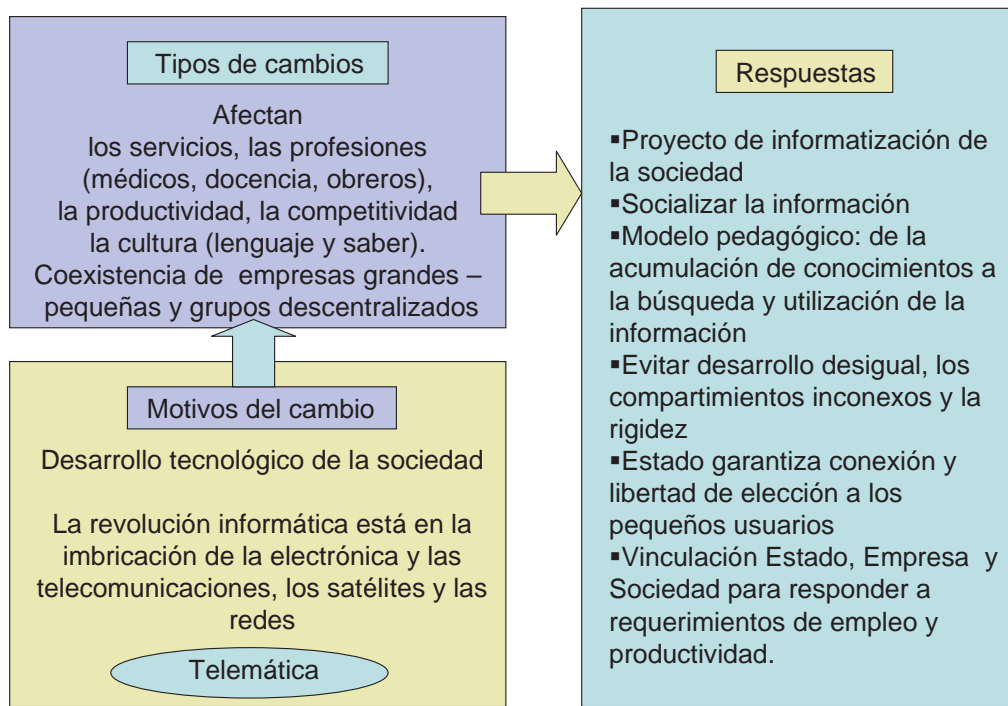 Tipos de cambios
Afectan
los servicios, las profesiones
(médicos, docencia, obreros),
la productividad, la competitividad
la cultura (lenguaje y saber).
Coexistencia de empresas grandes –
pequeñas y grupos descentralizados
Motivos del cambio
Desarrollo tecnológico de la sociedad
La revolución informática está en la
imbricación de la electrónica y las
telecomunicaciones, los satélites y las
redes
Telemática
Respuestas
▪Proyecto de informatización de
la sociedad
▪Socializar la información
▪Modelo pedagógico: de la
acumulación de conocimientos a
la búsqueda y utilización de la
información
▪Evitar desarrollo desigual, los
compartimientos inconexos y la
rigidez
▪Estado garantiza conexión y
libertad de elección a los
pequeños usuarios
▪Vinculación Estado, Empresa y
Sociedad para responder a
requerimientos de empleo y
productividad.